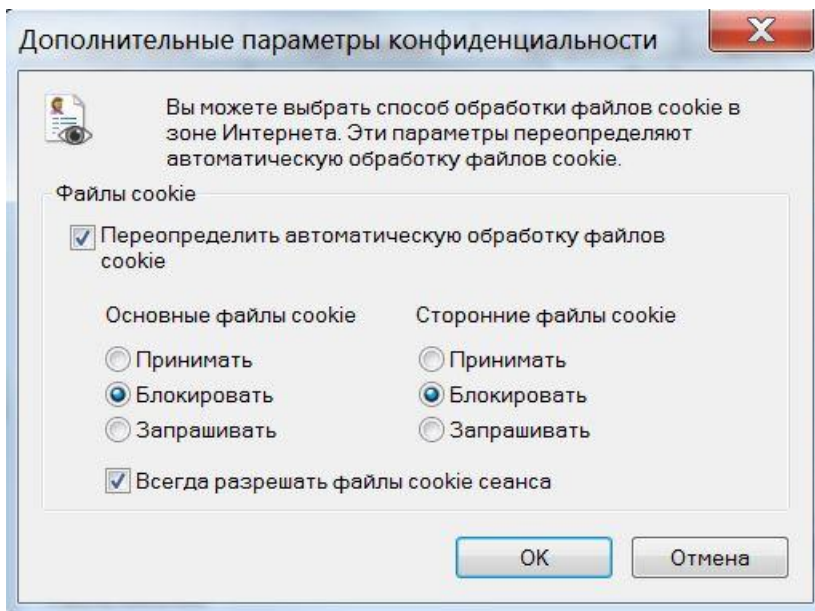 Дополнительные параметры конфиденциальности
Вы можете выбрать способ обработки файлов cookie в
зоне Интернета. Эти параметры переопределяют
автоматическую обработку файлов cookie.
Файлы cookie
Переопределить автоматическую обработку файлов
cookie
Основные файлы cookie Сторонние файлы cookie
Принимать Принимать
Блокировать Блокировать
Запрашивать Запрашивать
Всегда разрешать файлы cookie сеанса
OK Отмена